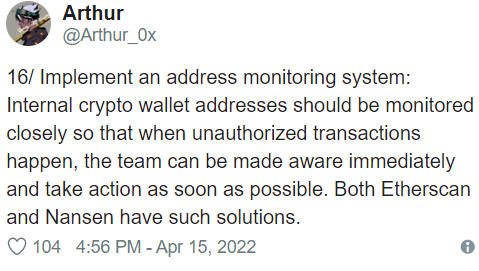 Arthur
@Arthur_0x
16/ Implement an address monitoring system:
Internal crypto wallet addresses should be monitored
closely so that when unauthorized transactions
happen, the team can be made aware immediately
and take action as soon as possible. Both Etherscan
and Nansen have such solutions.
104 4:56 PM - Apr 15, 2022